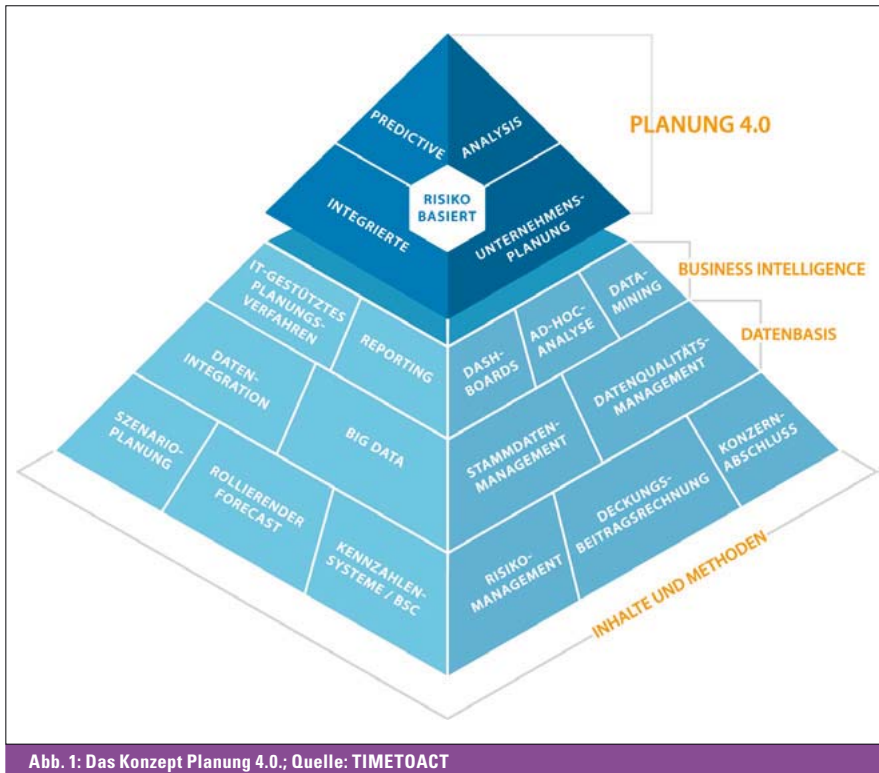 PREDICTIVE
ANALYSIS
PLANUNG 4.0
INTEGRIERTE
RISIKO
BASIERT
UNTERNEHMENS-
PLANUNG
BUSINESS INTELLIGENCE
IT-GESTÜTZTES
PLANUNGS-
VERFAHREN
REPORTING
DASH-
BOARDS
AD-HOC-
ANALYSE
DATA-
MINING
DATENBASIS
DATEN-
INTEGRATION
BIG DATA
STAMMDATEN-
MANAGEMENT
DATENQUALITÄTS-
MANAGEMENT
SZENARIO-
PLANUNG
ROLLIERENDER
FORECAST
KENNZAHLEN-
SYSTEME / BSC
RISIKO-
MANAGEMENT
DECKUNGS-
BEITRAGSRECHNUNG
KONZERN-
ABSCHLUSS
INHALTE UND METHODEN
Abb. 1: Das Konzept Planung 4.0.; Quelle: TIMETOACT